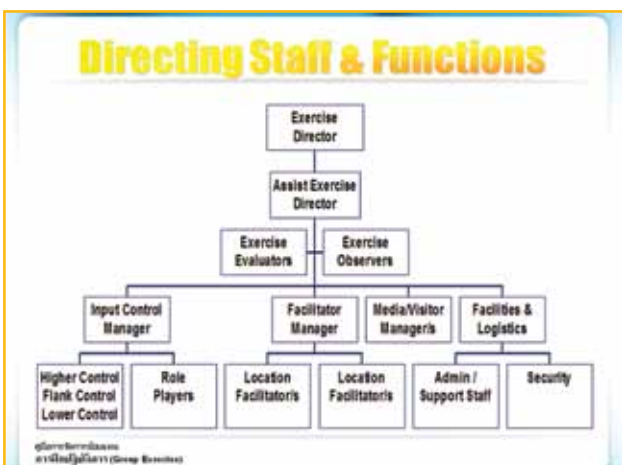 Directing Staff & Functions
Exercise
Director
Assist Exercise
Director
Exercise
Evaluators
Exercise
Observers
Input Control
Manager
Facilitator
Manager
Media/Visitor
Manager/s
Facilities &
Logistics
Higher Control
Flank Control
Lower Control
Role
Players
Location
Facilitator/s
Location
Facilitator/s
Admin /
Support Staff
Security
(Group Exercise)